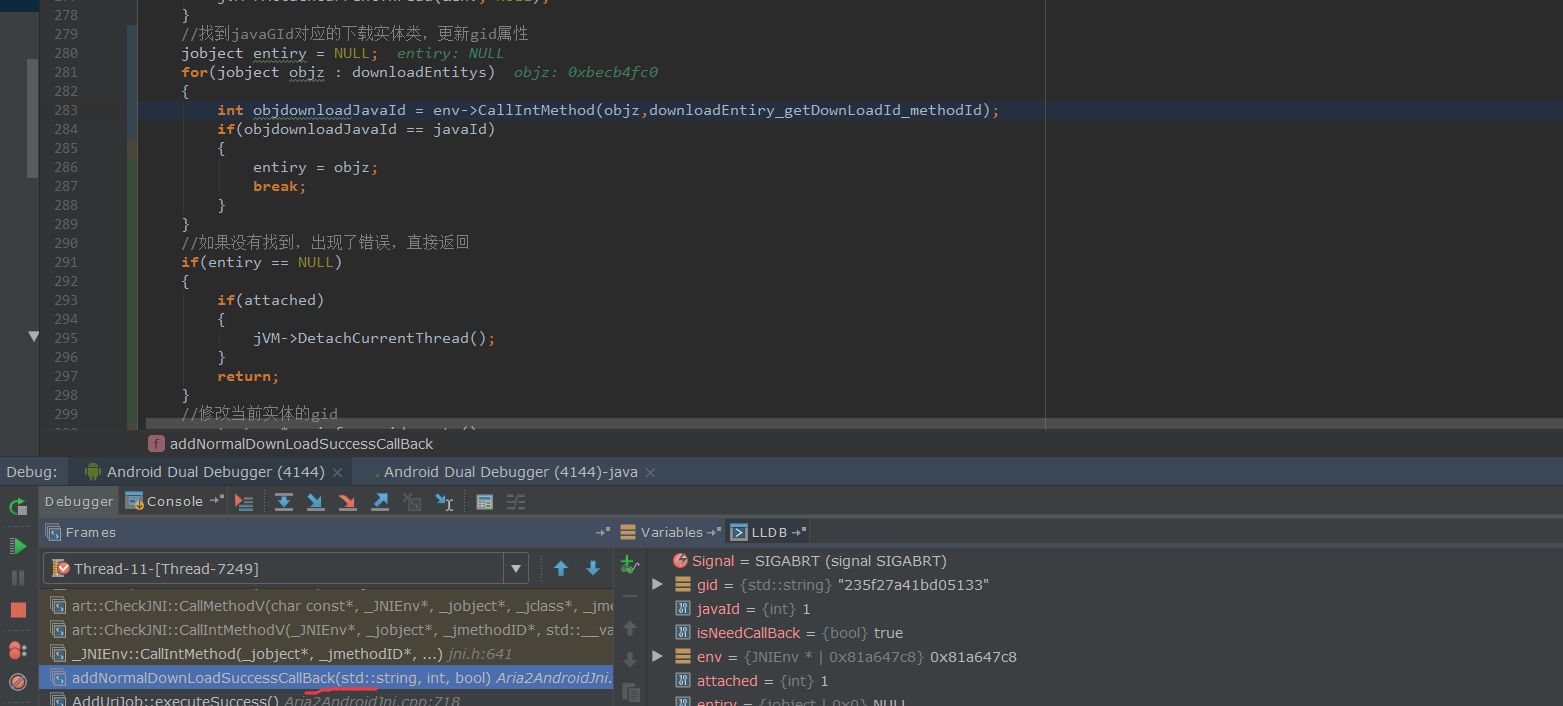 278 }
279 //找到javaGId对应的下载实体类，更新gid属性
280 jobject entiry = NULL; entiry: NULL
281 for(jobject objz : downloadEntitys) objz: 0xbecb4fc0
282 {
283 int objdownloadJavaId = env->CallIntMethod(objz,downloadEntiry_getDownLoadId_methodId);
284 if(objdownloadJavaId == javaId)
285 {
286 entiry = objz;
287 break;
288 }
289 }
290 //如果没有找到，出现了错误，直接返回
291 if(entiry == NULL)
292 {
293 if(attached)
294 {
295 jVM->DetachCurrentThread();
296 }
297 return;
298 }
299 //修改当前实体的gid
f addNormalDownLoadSuccessCallBack
Debug: Android Dual Debugger (4144) Android Dual Debugger (4144)-java
Debugger Console
Frames Variables LLDB
Thread-11-[Thread-7249]
art::CheckJNI::CallMethodV(char const*, _JNIEnv*, _jobject*, _jclass*, _jme
art::CheckJNI::CallIntMethodV(_JNIEnv*, _jobject*, _jmethodID*, std::__va
_JNIEnv::CallIntMethod(_jobject*, _jmethodID*, ...) jni.h:641
addNormalDownLoadSuccessCallBack(std::string, int, bool) Aria2AndroidJni.
AddUriJob::executeSuccess() Aria2AndroidJni.cpp:718
Signal = SIGABRT (signal SIGABRT)
gid = {std::string} "235f27a41bd05133"
javaId = {int} 1
isNeedCallBack = {bool} true
env = {JNIEnv * | 0x81a647c8} 0x81a647c8
attached = {int} 1
entiry = {jobject | 0x0} NULL